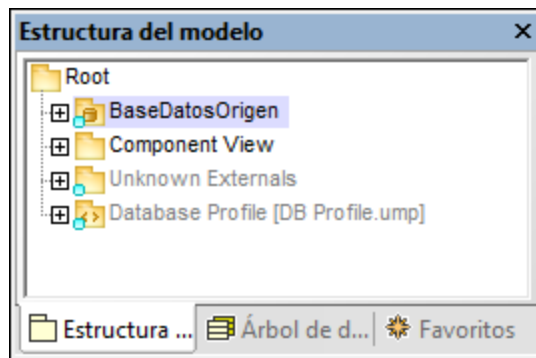 Estructura del modelo
Root
BaseDatosOrigen
Component View
Unknown Externals
Database Profile [DB Profile.ump]
Estructura ... Árbol de d... Favoritos